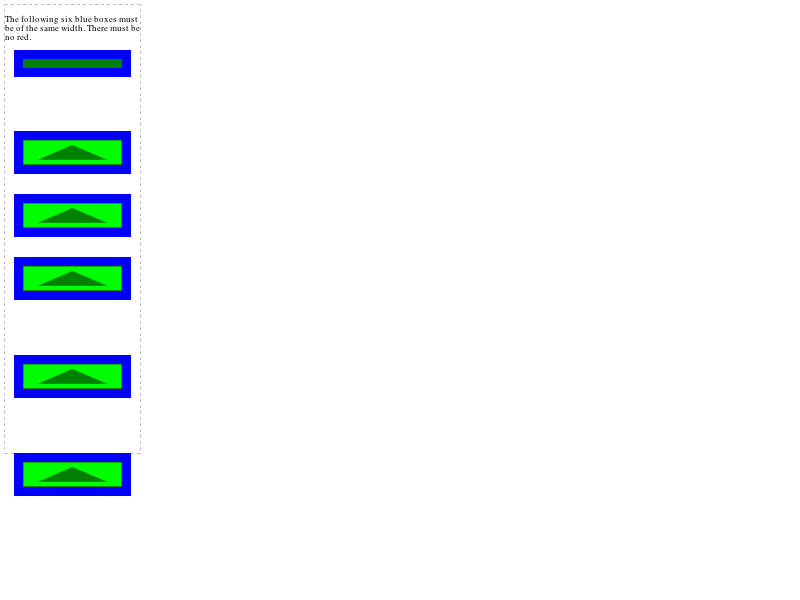 The following six blue boxes must
be of the same width. There must be
no red.